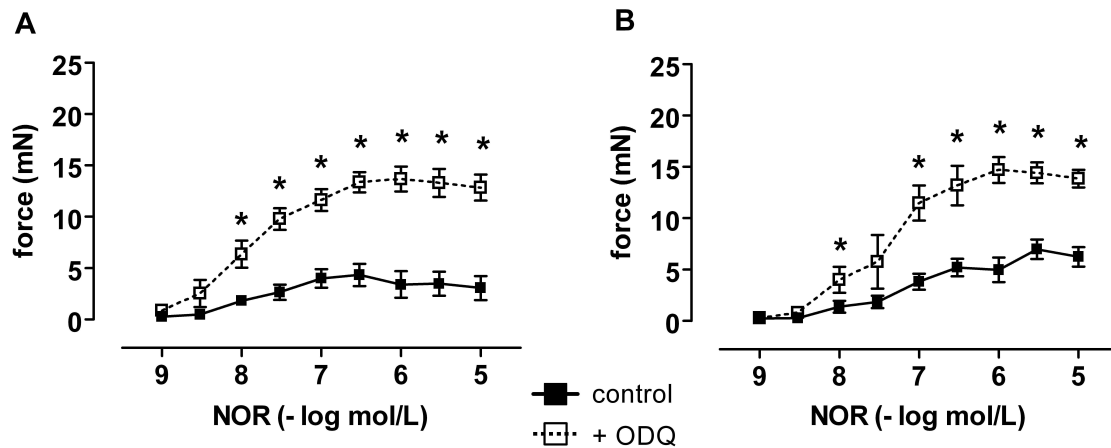 A
25
20
15
10
5
0
force (mN)
* * * * * * *
9 8 7 6 5
NOR (- log mol/L)
B
25
20
15
10
5
0
force (mN)
* * * * * *
9 8 7 6 5
NOR (- log mol/L)
control
+ ODQ